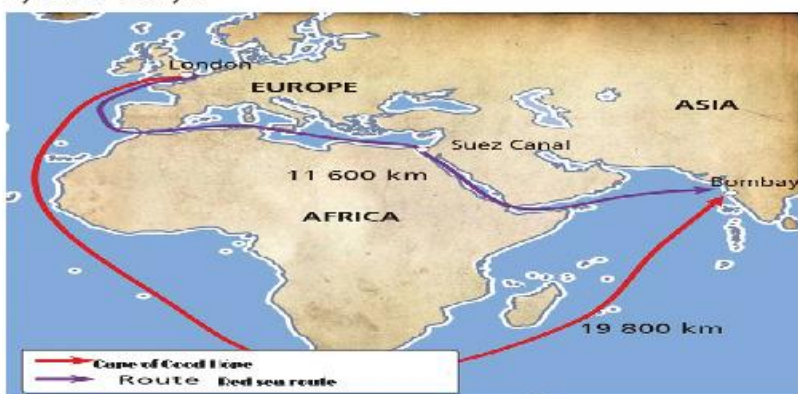 London
EUROPE
ASIA
Suez Canal
11 600 km
Bombay
AFRICA
19 800 km
Cape of Good Hope
Route Red sea route